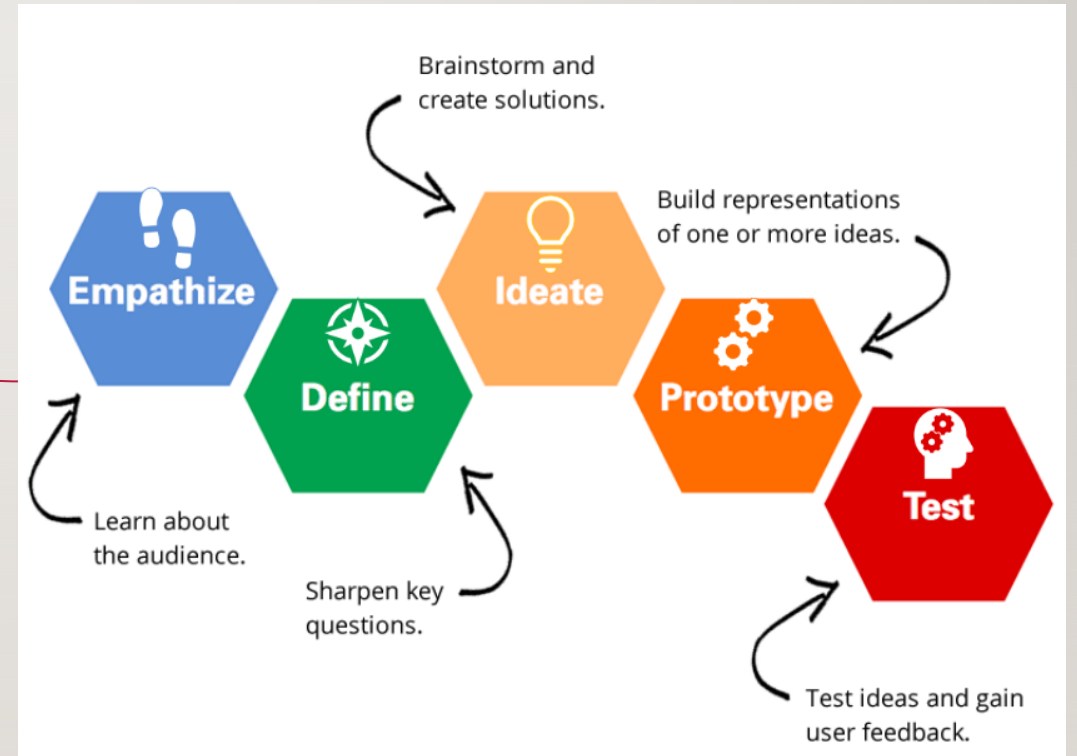 Brainstorm and
create solutions.
Build representations
of one or more ideas.
Empathize
Ideate
Define
Prototype
Test
Learn about
the audience.
Sharpen key
questions.
Test ideas and gain
user feedback.